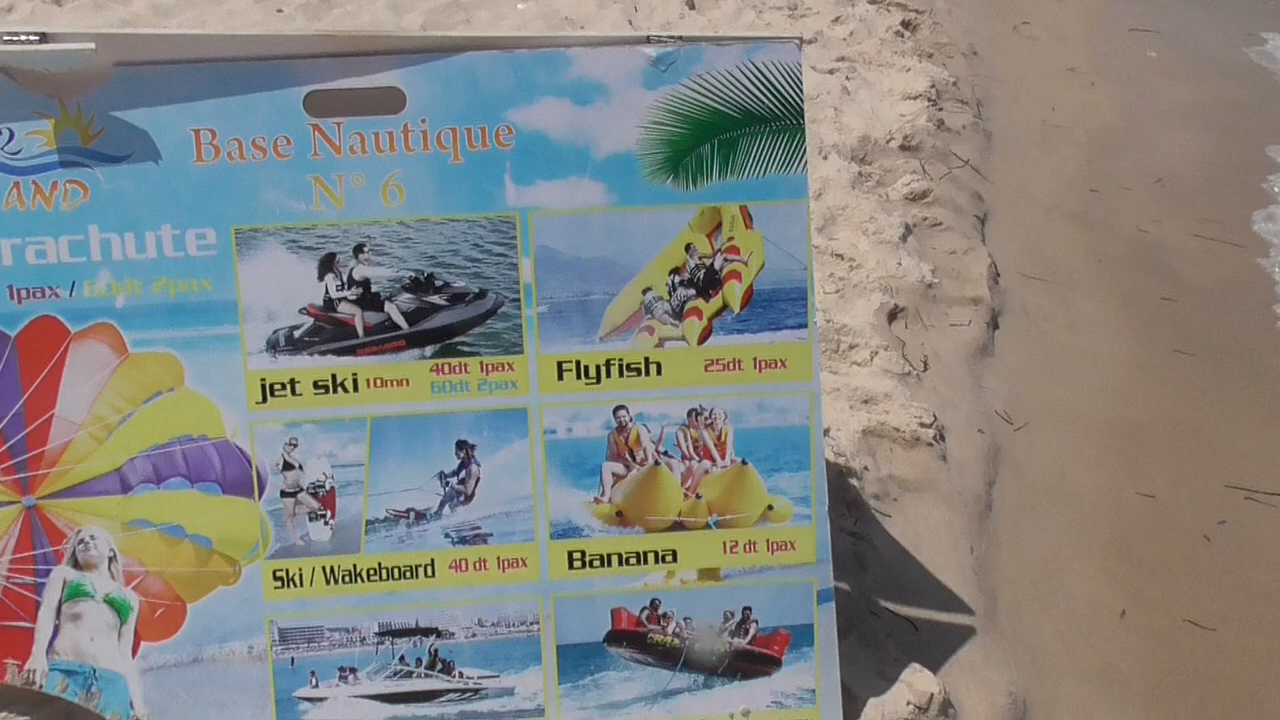 Base Nautique
N° 6
2
AND
rachute
1pax / 60dt 2pax
jet ski 10mn 40dt 1pax
60dt 2pax
Flyfish 25dt 1pax
Ski / Wakeboard 40 dt 1pax
Banana 12 dt 1pax